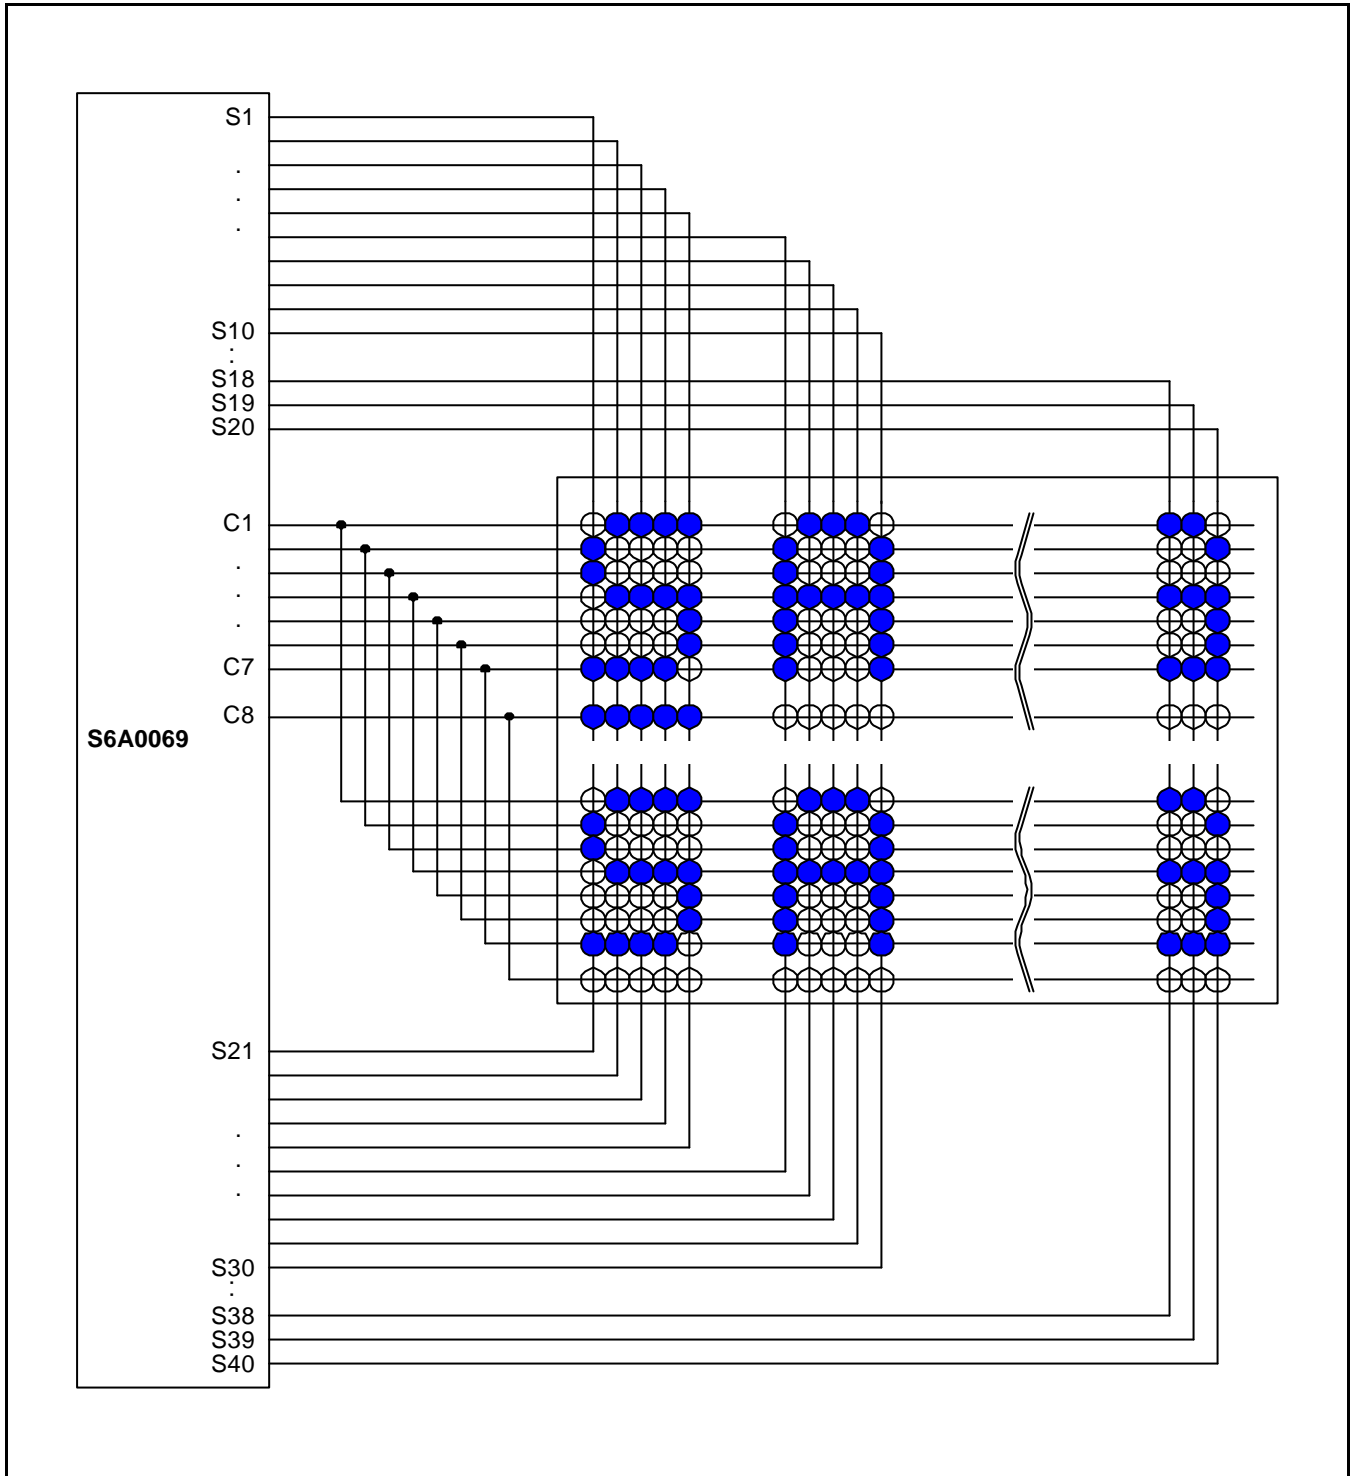 S1
.
.
.
S10
:
S18
S19
S20
C1
.
.
.
C7
C8
S6A0069
S21
.
.
.
S30
:
S38
S39
S40